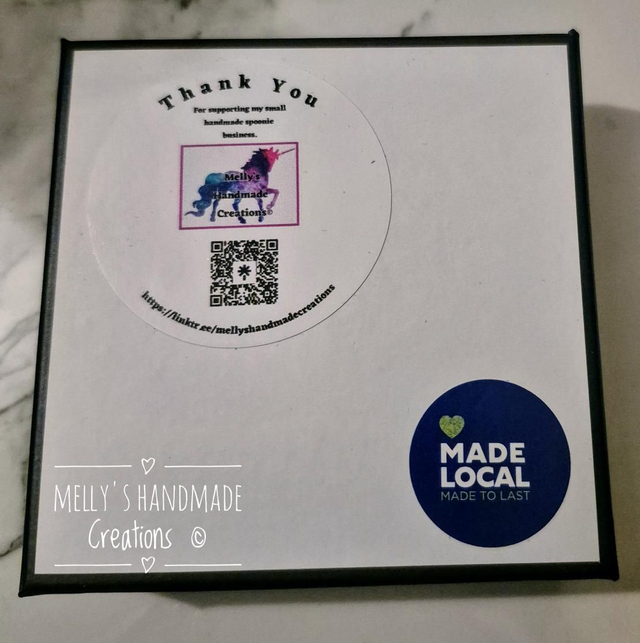 Thank You
For supporting my small
handmade spoonie
business.
Melly's
Handmade
Creations©
https://linktr.ee/mellyshandmadecreations
MADE
LOCAL
MADE TO LAST
MELLY'S HANDMADE
Creations ©